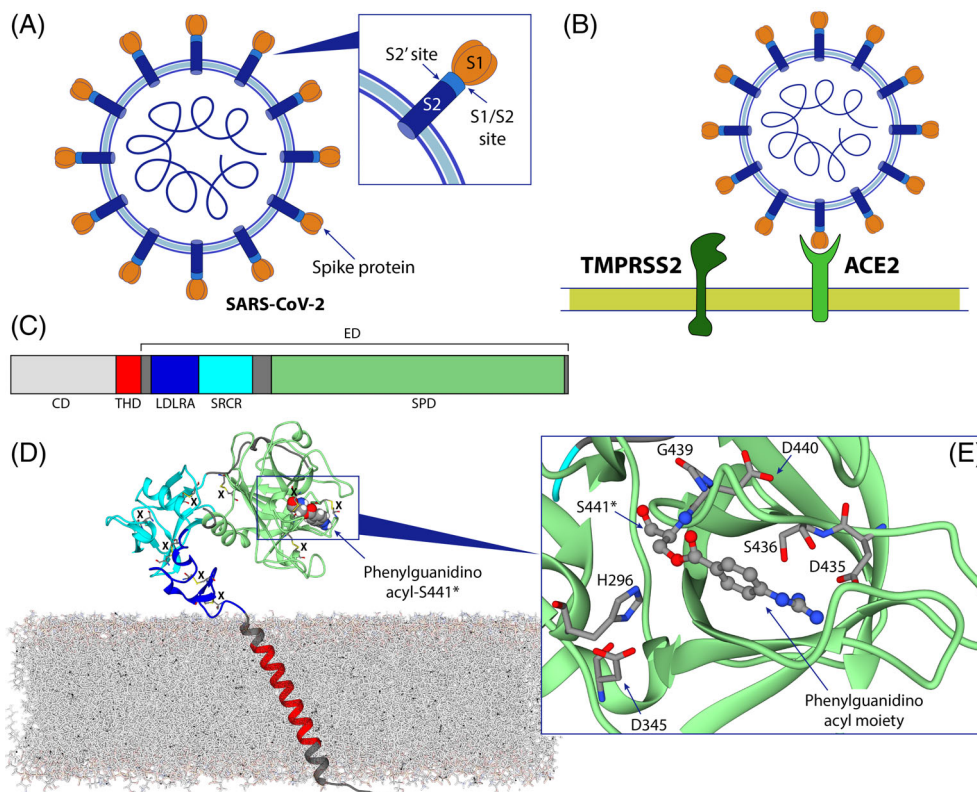 (A)
S2' site
S1
S2
S1/S2
site
Spike protein
SARS-CoV-2
(B)
TMPRSS2
ACE2
(C)
ED
CD
THD
LDLRA
SRCR
SPD
(D)
X
X
X
X
X
X
X
X
X
Phenylguanidino
acyl-S441*
(E)
G439
D440
S441*
S436
D435
H296
D345
Phenylguanidino
acyl moiety